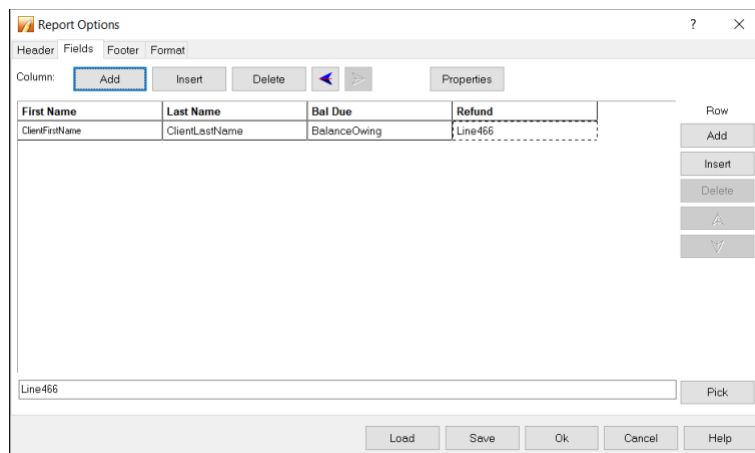 Report Options ? ×
Header Fields Footer Format
Column: Add Insert Delete Properties
First Name Last Name Bal Due Refund Row
ClientFirstName ClientLastName BalanceOwing Line466 Add
Insert
Delete
Line466 Pick
Load Save Ok Cancel Help